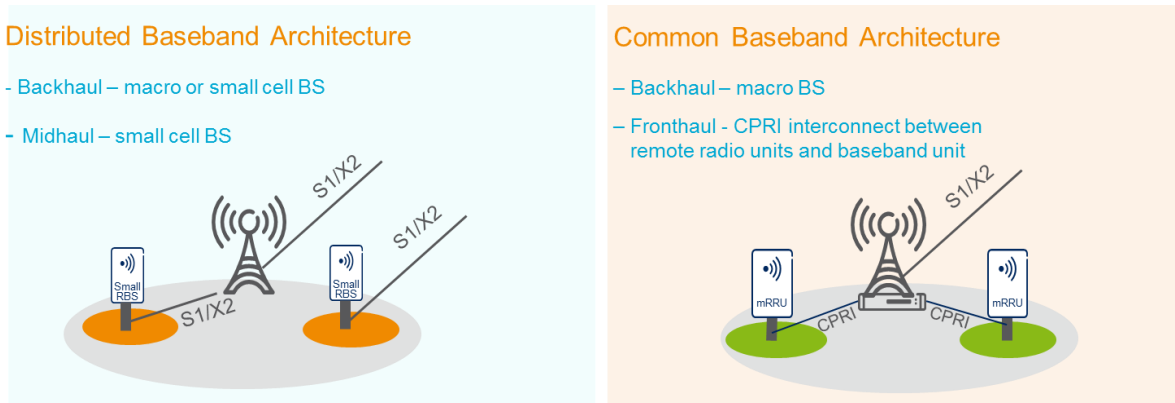 Distributed Baseband Architecture
- Backhaul – macro or small cell BS
- Midhaul – small cell BS
S1/X2
S1/X2
Small
RBS
Small
RBS
S1/X2
Common Baseband Architecture
– Backhaul – macro BS
– Fronthaul - CPRI interconnect between
remote radio units and baseband unit
S1/X2
mRRU
mRRU
CPRI
CPRI